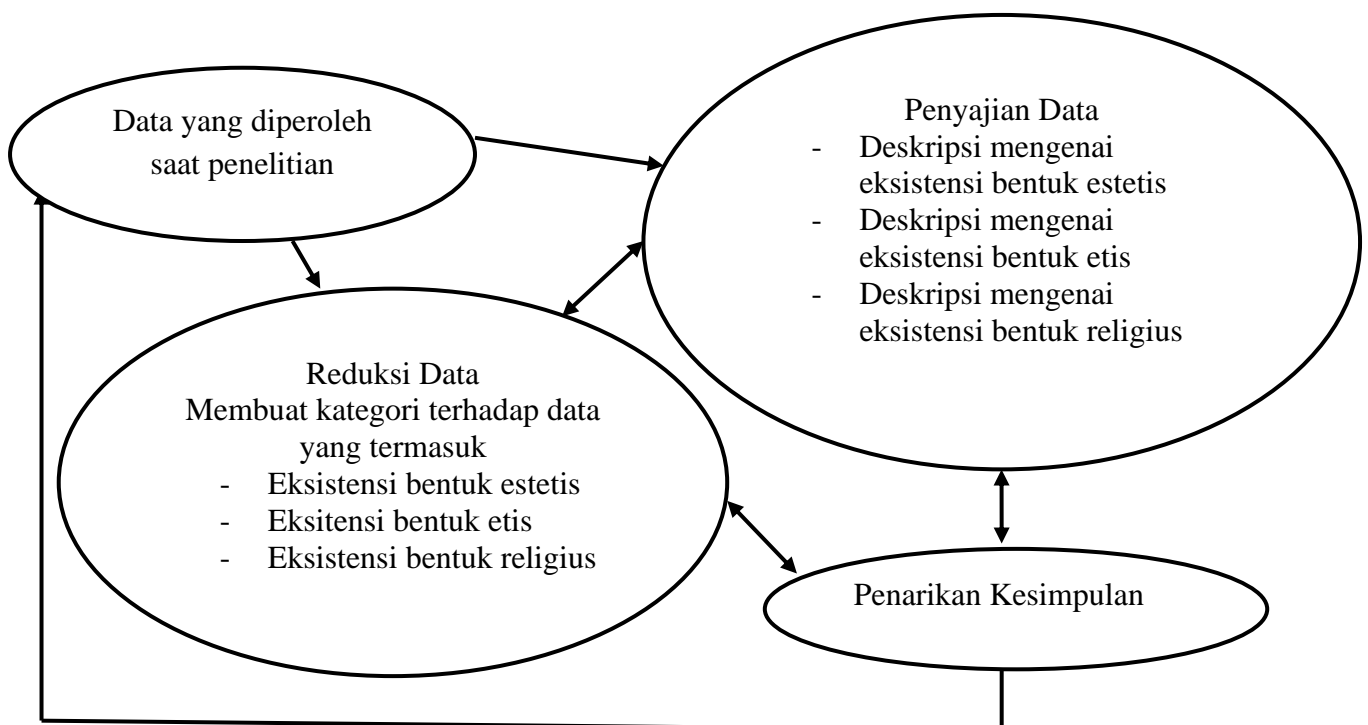 Data yang diperoleh
saat penelitian
Penyajian Data
- Deskripsi mengenai
eksistensi bentuk estetis
- Deskripsi mengenai
eksistensi bentuk etis
- Deskripsi mengenai
eksistensi bentuk religius
Reduksi Data
Membuat kategori terhadap data
yang termasuk
- Eksistensi bentuk estetis
- Eksitensi bentuk etis
- Eksistensi bentuk religius
Penarikan Kesimpulan